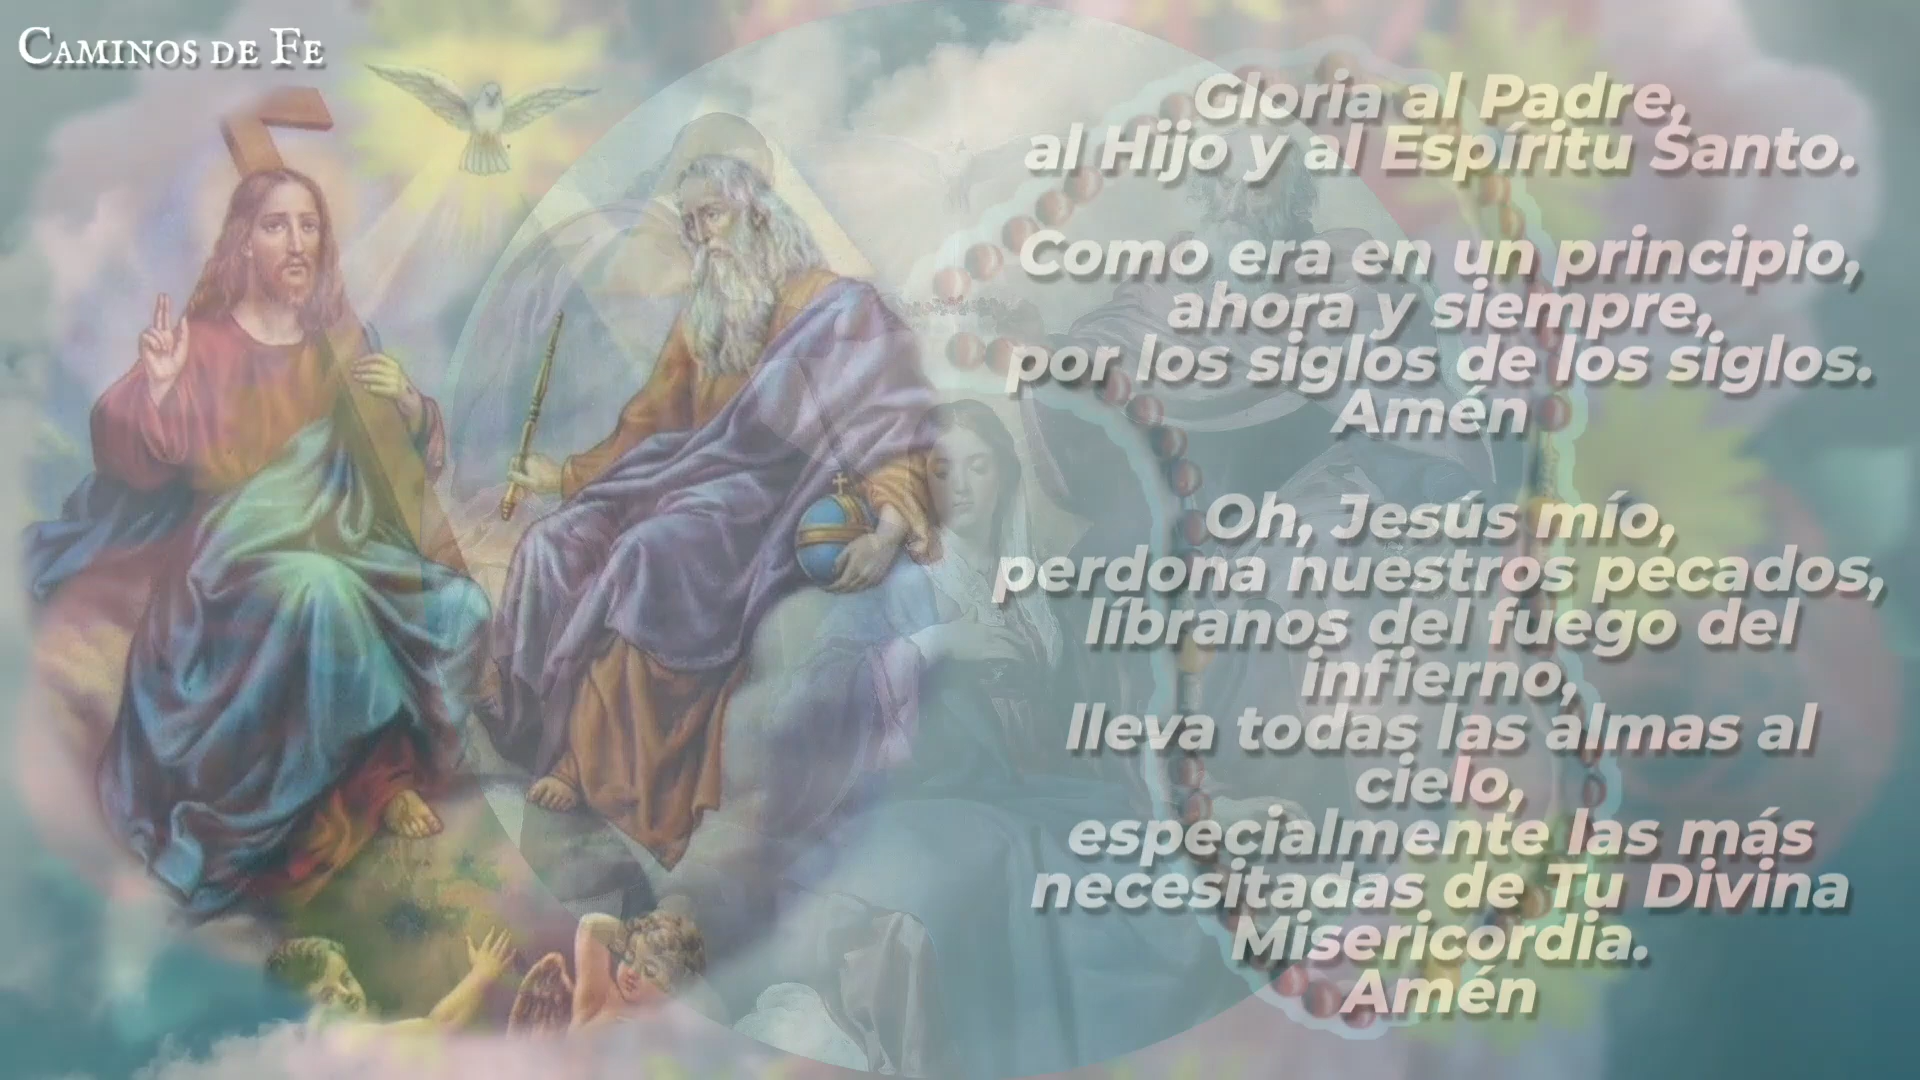 Caminos de Fe
Gloria al Padre,
al Hijo y al Espíritu Santo.
Como era en un principio,
ahora y siempre,
por los siglos de los siglos.
Amén
Oh, Jesús mío,
perdona nuestros pecados,
líbranos del fuego del
infierno,
lleva todas las almas al
cielo,
especialmente las más
necesitadas de Tu Divina
Misericordia.
Amén